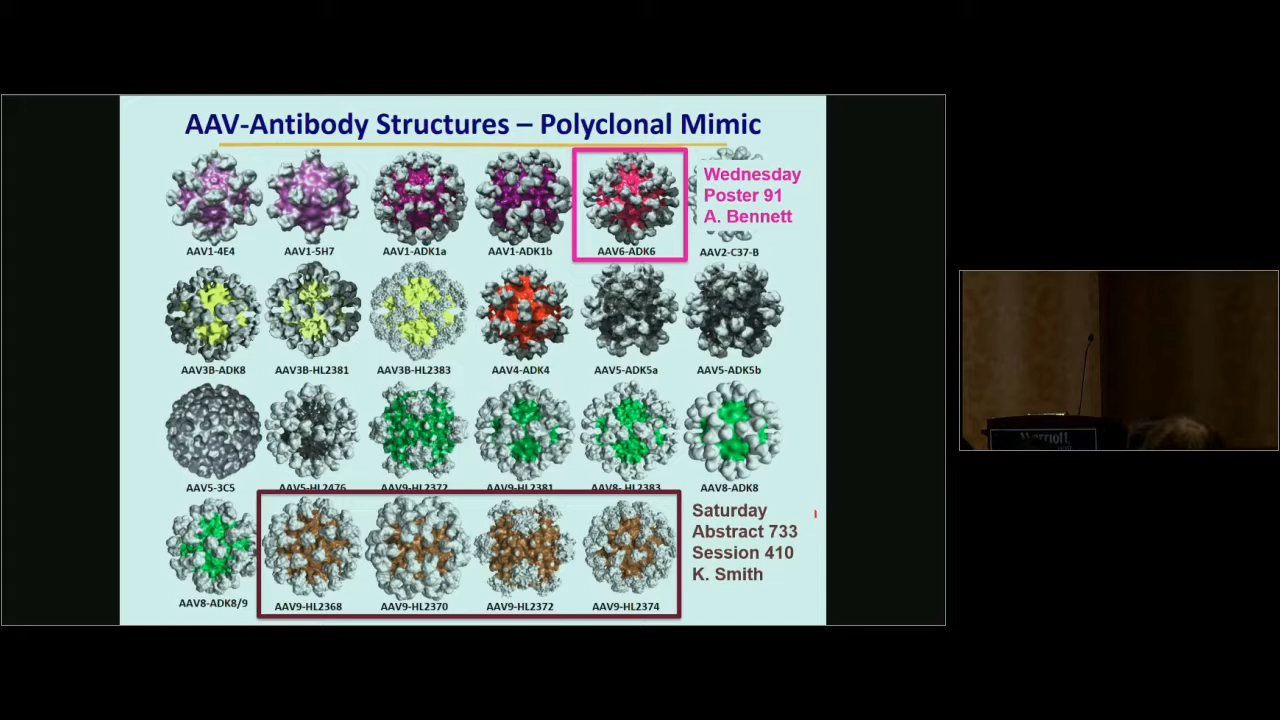 AAV-Antibody Structures – Polyclonal Mimic
Wednesday
Poster 91
A. Bennett
AAV1-4E4
AAV1-5H7
AAV1-ADK1a
AAV1-ADK1b
AAV6-ADK6
AAV2-C37-B
AAV3B-ADK8
AAV3B-HL2381
AAV3B-HL2383
AAV4-ADK4
AAV5-ADK5a
AAV5-ADK5b
AAV5-3C5
AAV5-HL2476
AAV9-HL2372
AAV9-HL2381
AAV8- HL2383
AAV8-ADK8
Saturday
Abstract 733
Session 410
K. Smith
AAV8-ADK8/9
AAV9-HL2368
AAV9-HL2370
AAV9-HL2372
AAV9-HL2374
Marriott